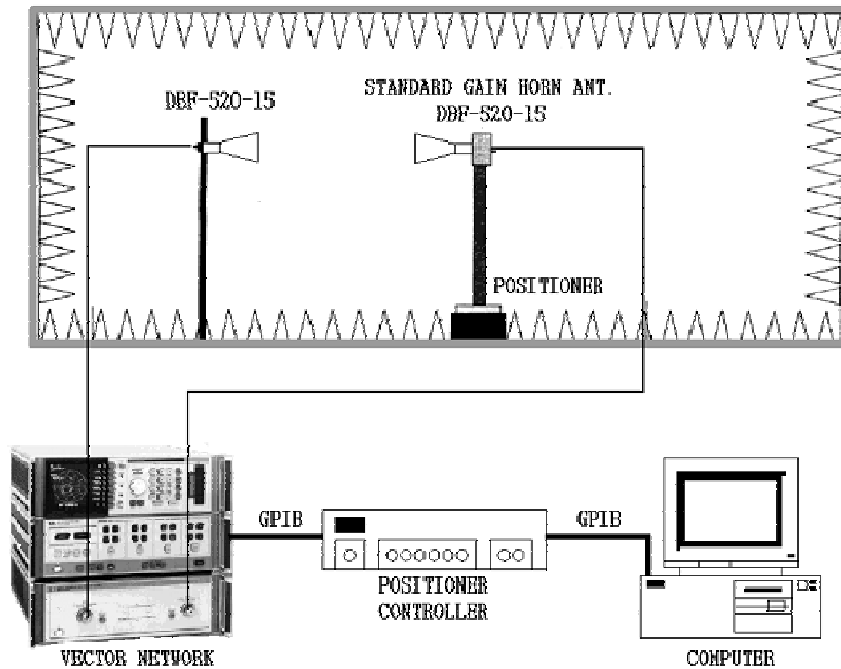 DBF-520-15
STANDARD GAIN HORN ANT.
DBF-520-15
POSITIONER
GPIB
GPIB
POSITIONER
CONTROLLER
VECTOR NETWORK
COMPUTER